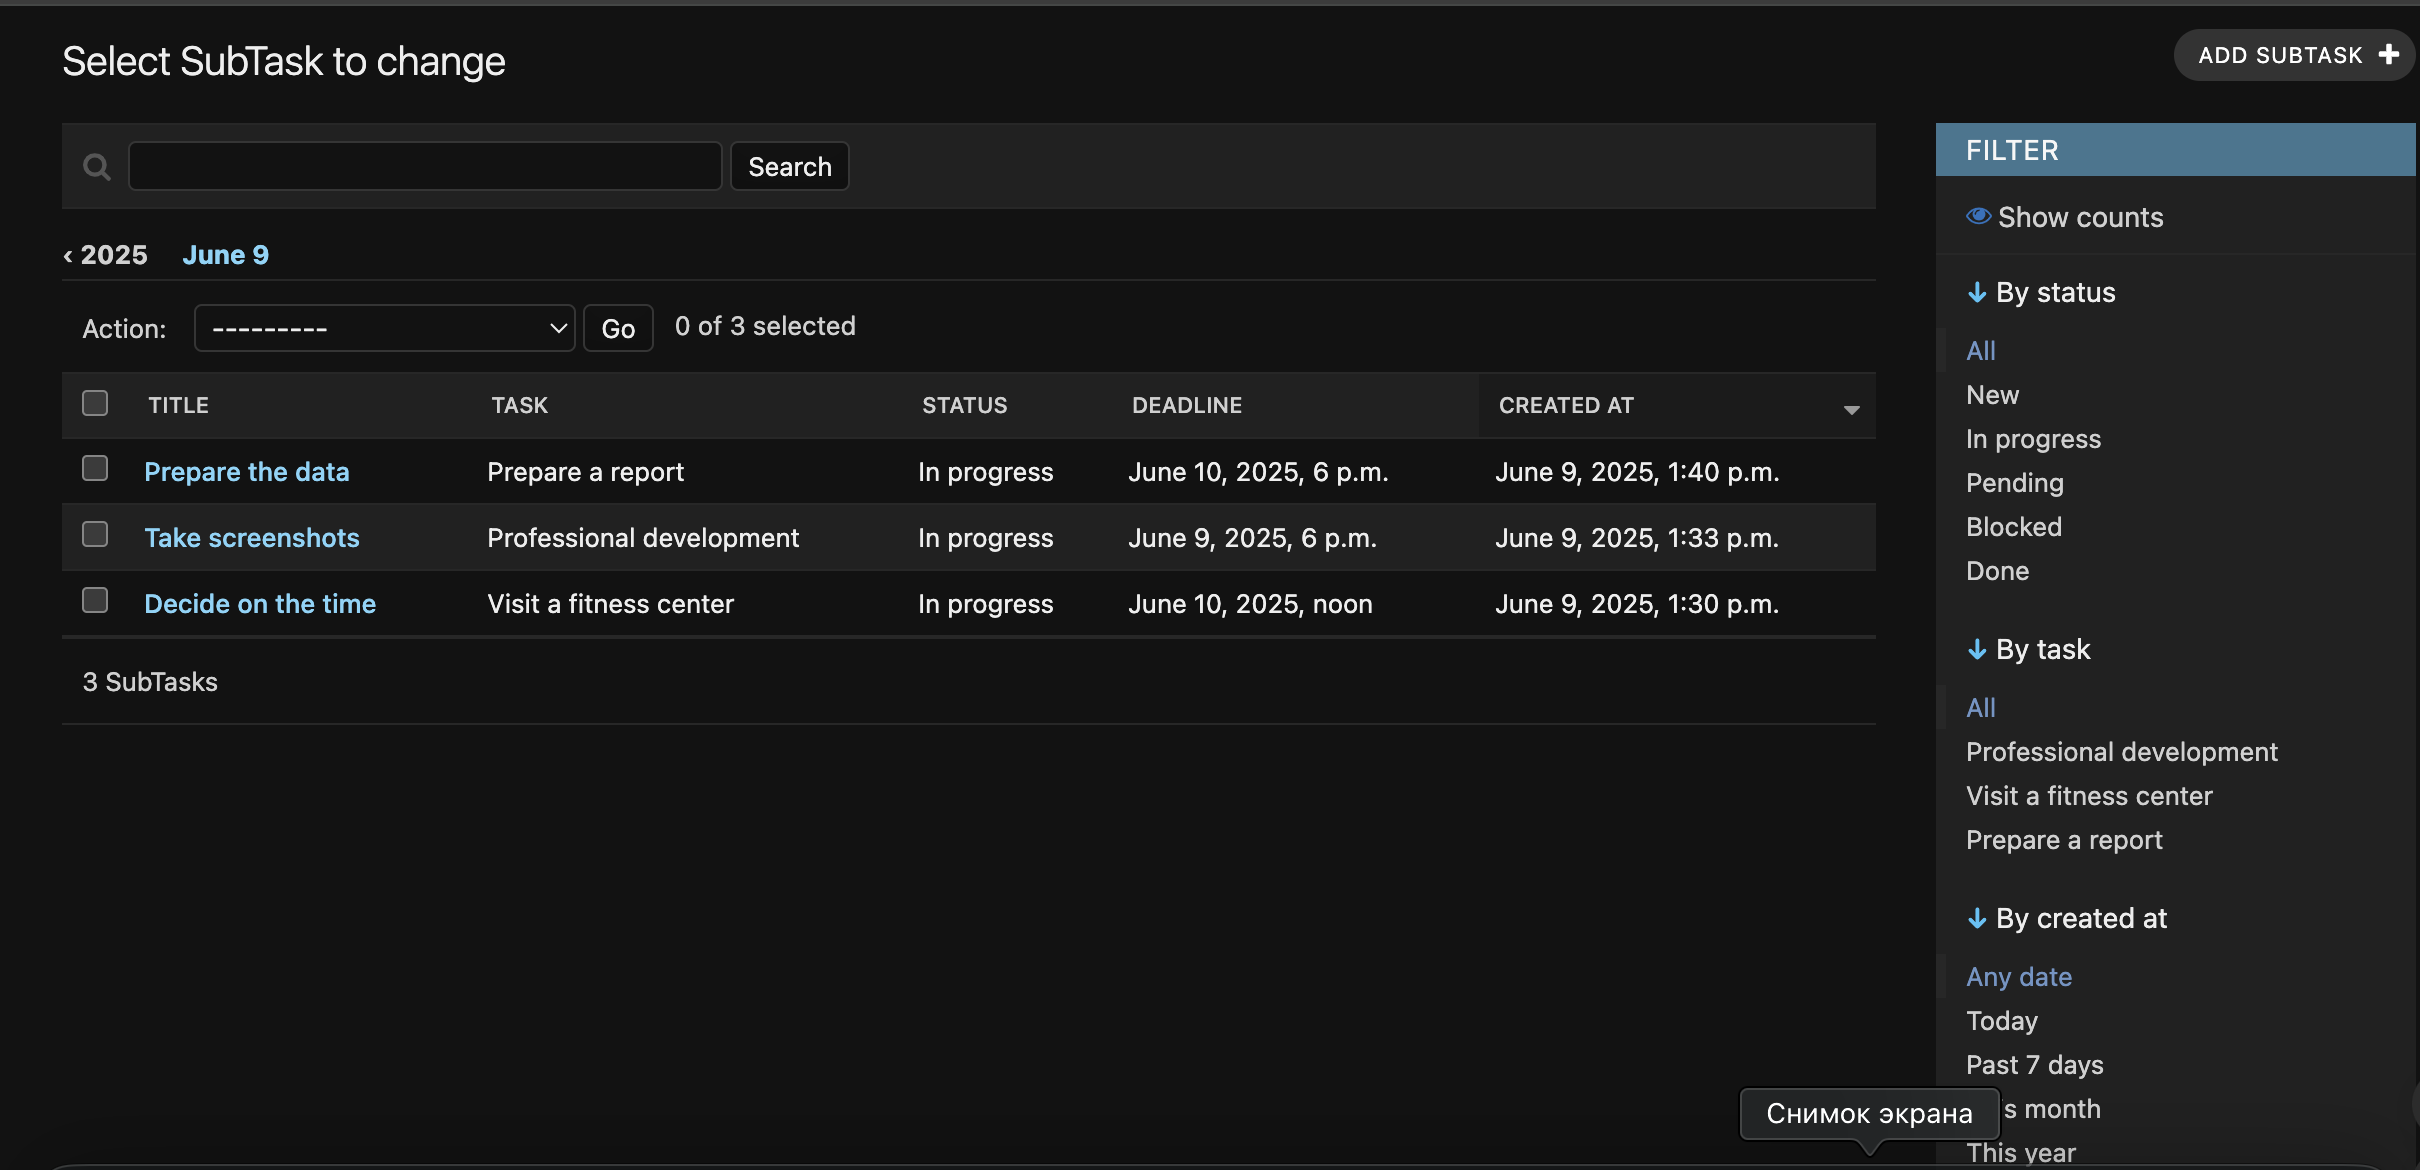 Select SubTask to change
ADD SUBTASK
Search
‹ 2025 June 9
Action: --------- Go 0 of 3 selected
TITLE TASK STATUS DEADLINE CREATED AT
Prepare the data Prepare a report In progress June 10, 2025, 6 p.m. June 9, 2025, 1:40 p.m.
Take screenshots Professional development In progress June 9, 2025, 6 p.m. June 9, 2025, 1:33 p.m.
Decide on the time Visit a fitness center In progress June 10, 2025, noon June 9, 2025, 1:30 p.m.
3 SubTasks
FILTER
Show counts
By status
All
New
In progress
Pending
Blocked
Done
By task
All
Professional development
Visit a fitness center
Prepare a report
By created at
Any date
Today
Past 7 days
s month
This year
Снимок экрана